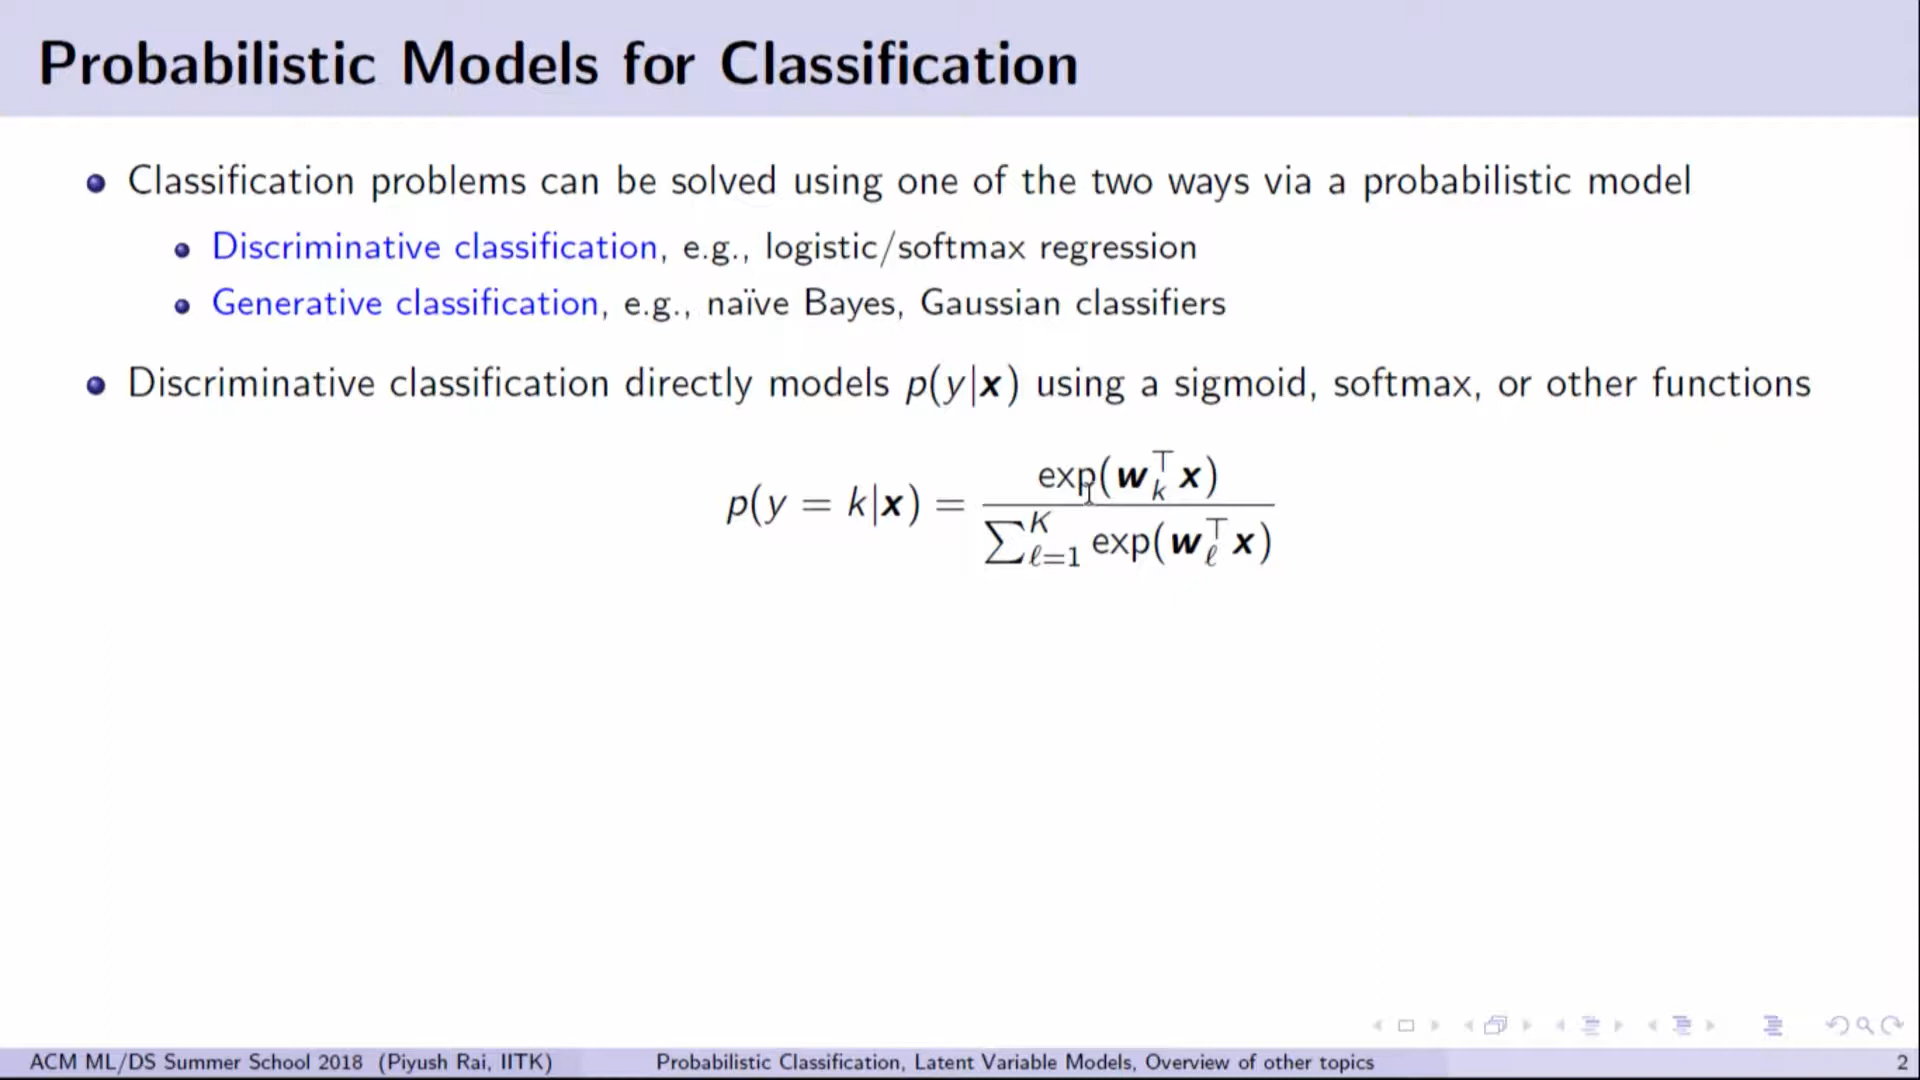 Probabilistic Models for Classification
Classification problems can be solved using one of the two ways via a probabilistic model
Discriminative classification, e.g., logistic/softmax regression
Generative classification, e.g., naïve Bayes, Gaussian classifiers
Discriminative classification directly models p(y|x) using a sigmoid, softmax, or other functions
p(y = k|x) = exp(w_k^⊤ x) / ∑_{ℓ=1}^K exp(w_ℓ^⊤ x)
ACM ML/DS Summer School 2018 (Piyush Rai, IITK) Probabilistic Classification, Latent Variable Models, Overview of other topics 2